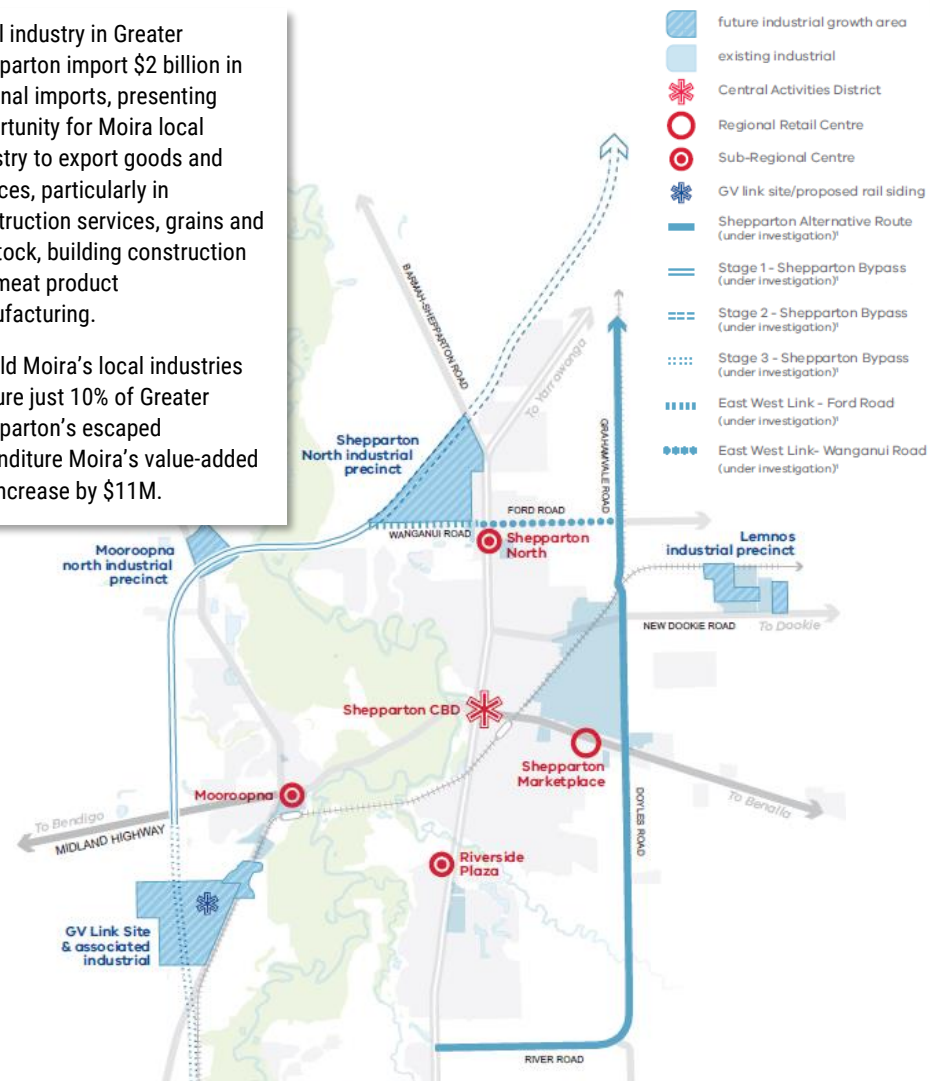 l industry in Greater
parton import $2 billion in
nal imports, presenting
rtunity for Moira local
stry to export goods and
ces, particularly in
truction services, grains and
tock, building construction
meat product
ufacturing.
ld Moira’s local industries
ure just 10% of Greater
parton’s escaped
nditure Moira’s value-added
ncrease by $11M.
future industrial growth area
existing industrial
Central Activities District
Regional Retail Centre
Sub-Regional Centre
GV link site/proposed rail siding
Shepparton Alternative Route
(under investigation)¹
Stage 1 - Shepparton Bypass
(under investigation)¹
Stage 2 - Shepparton Bypass
(under investigation)¹
Stage 3 - Shepparton Bypass
(under investigation)¹
East West Link - Ford Road
(under investigation)¹
East West Link- Wanganui Road
(under investigation)¹
BARMAH-SHEPPARTON ROAD
To Yarrawonga
GRAHAMVALE ROAD
Shepparton
North industrial
precinct
FORD ROAD
WANGANUI ROAD
Shepparton
North
Mooroopna
north industrial
precinct
Lemnos
industrial precinct
NEW DOOKIE ROAD
To Dookie
Shepparton CBD
Shepparton
Marketplace
To Benalla
Mooroopna
To Bendigo
MIDLAND HIGHWAY
DOYLES ROAD
Riverside
Plaza
GV Link Site
& associated
industrial
RIVER ROAD